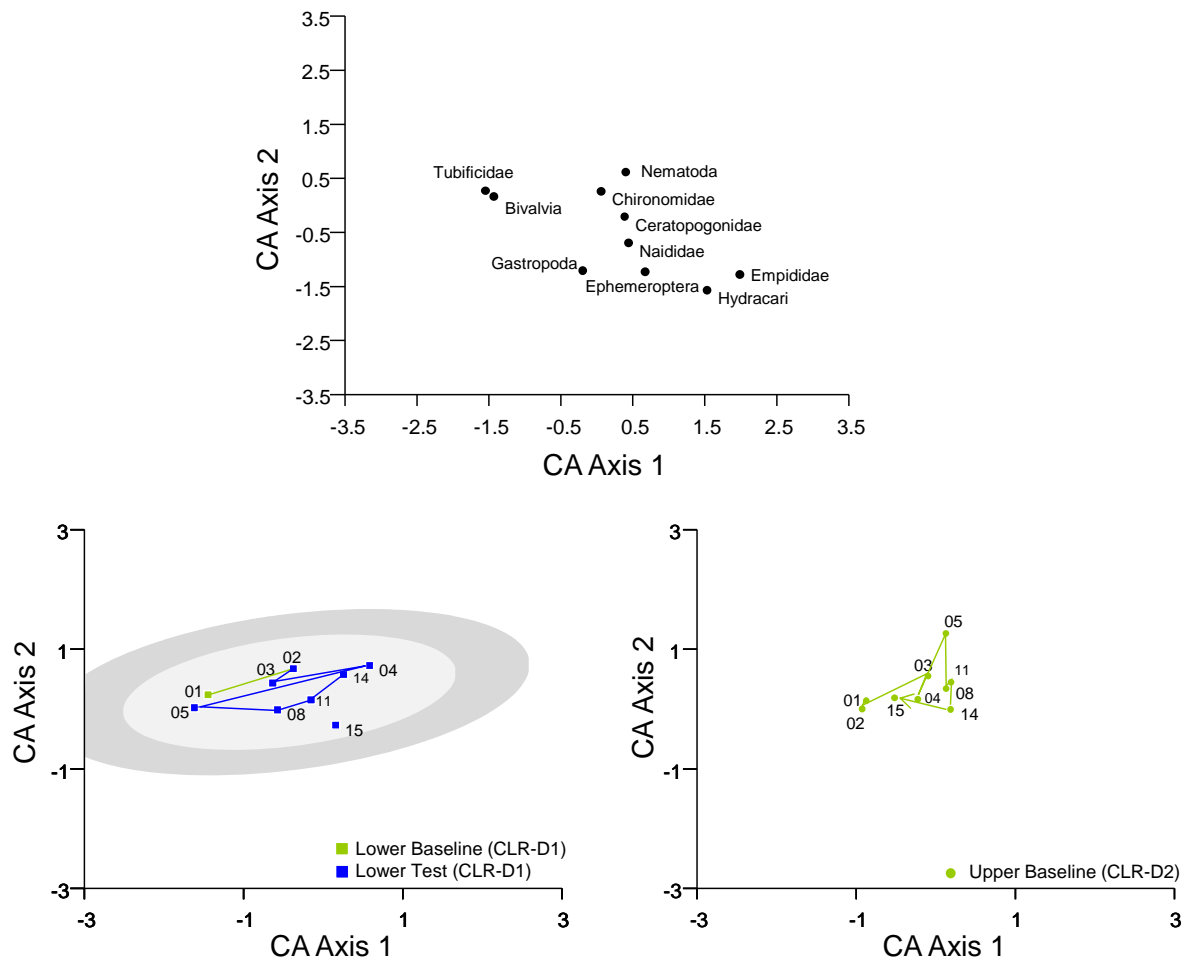 3.5
2.5
1.5
0.5
-0.5
-1.5
-2.5
-3.5
CA Axis 2
Tubificidae
Bivalvia
Nematoda
Chironomidae
Ceratopogonidae
Naididae
Gastropoda
Ephemeroptera
Empididae
Hydracari
-3.5 -2.5 -1.5 -0.5 0.5 1.5 2.5 3.5
CA Axis 1
3
1
-1
-3
CA Axis 2
01
02
03
04
05
08
11
14
15
Lower Baseline (CLR-D1)
Lower Test (CLR-D1)
-3 -1 1 3
CA Axis 1
3
1
-1
-3
CA Axis 2
05
03
11
01
15
04
08
02
14
Upper Baseline (CLR-D2)
-3 -1 1 3
CA Axis 1